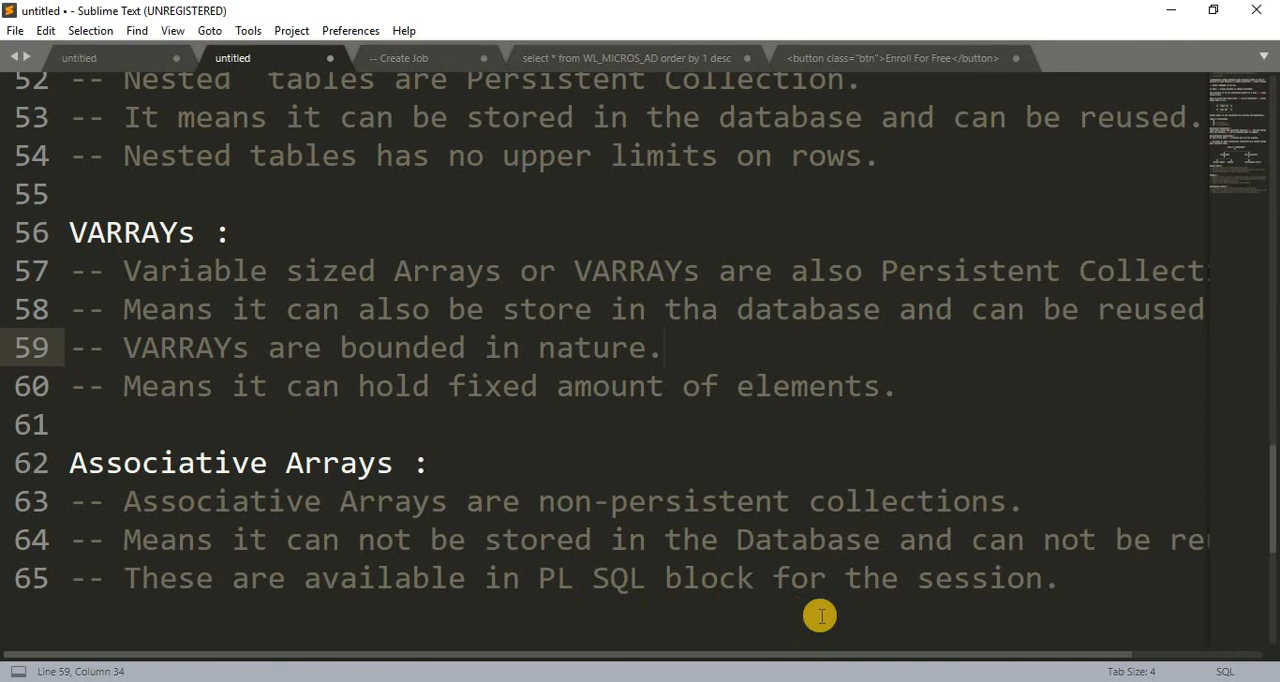 untitled • - Sublime Text (UNREGISTERED)
File Edit Selection Find View Goto Tools Project Preferences Help
untitled untitled -- Create Job select * from WL_MICROS_AD order by 1 desc <button class="btn">Enroll For Free</button>
52 -- Nested tables are Persistent Collection.
53 -- It means it can be stored in the database and can be reused.
54 -- Nested tables has no upper limits on rows.
55
56 VARRAYs :
57 -- Variable sized Arrays or VARRAYs are also Persistent Collect
58 -- Means it can also be store in tha database and can be reused
59 -- VARRAYs are bounded in nature.
60 -- Means it can hold fixed amount of elements.
61
62 Associative Arrays :
63 -- Associative Arrays are non-persistent collections.
64 -- Means it can not be stored in the Database and can not be re
65 -- These are available in PL SQL block for the session.
Line 59, Column 34 Tab Size: 4 SQL